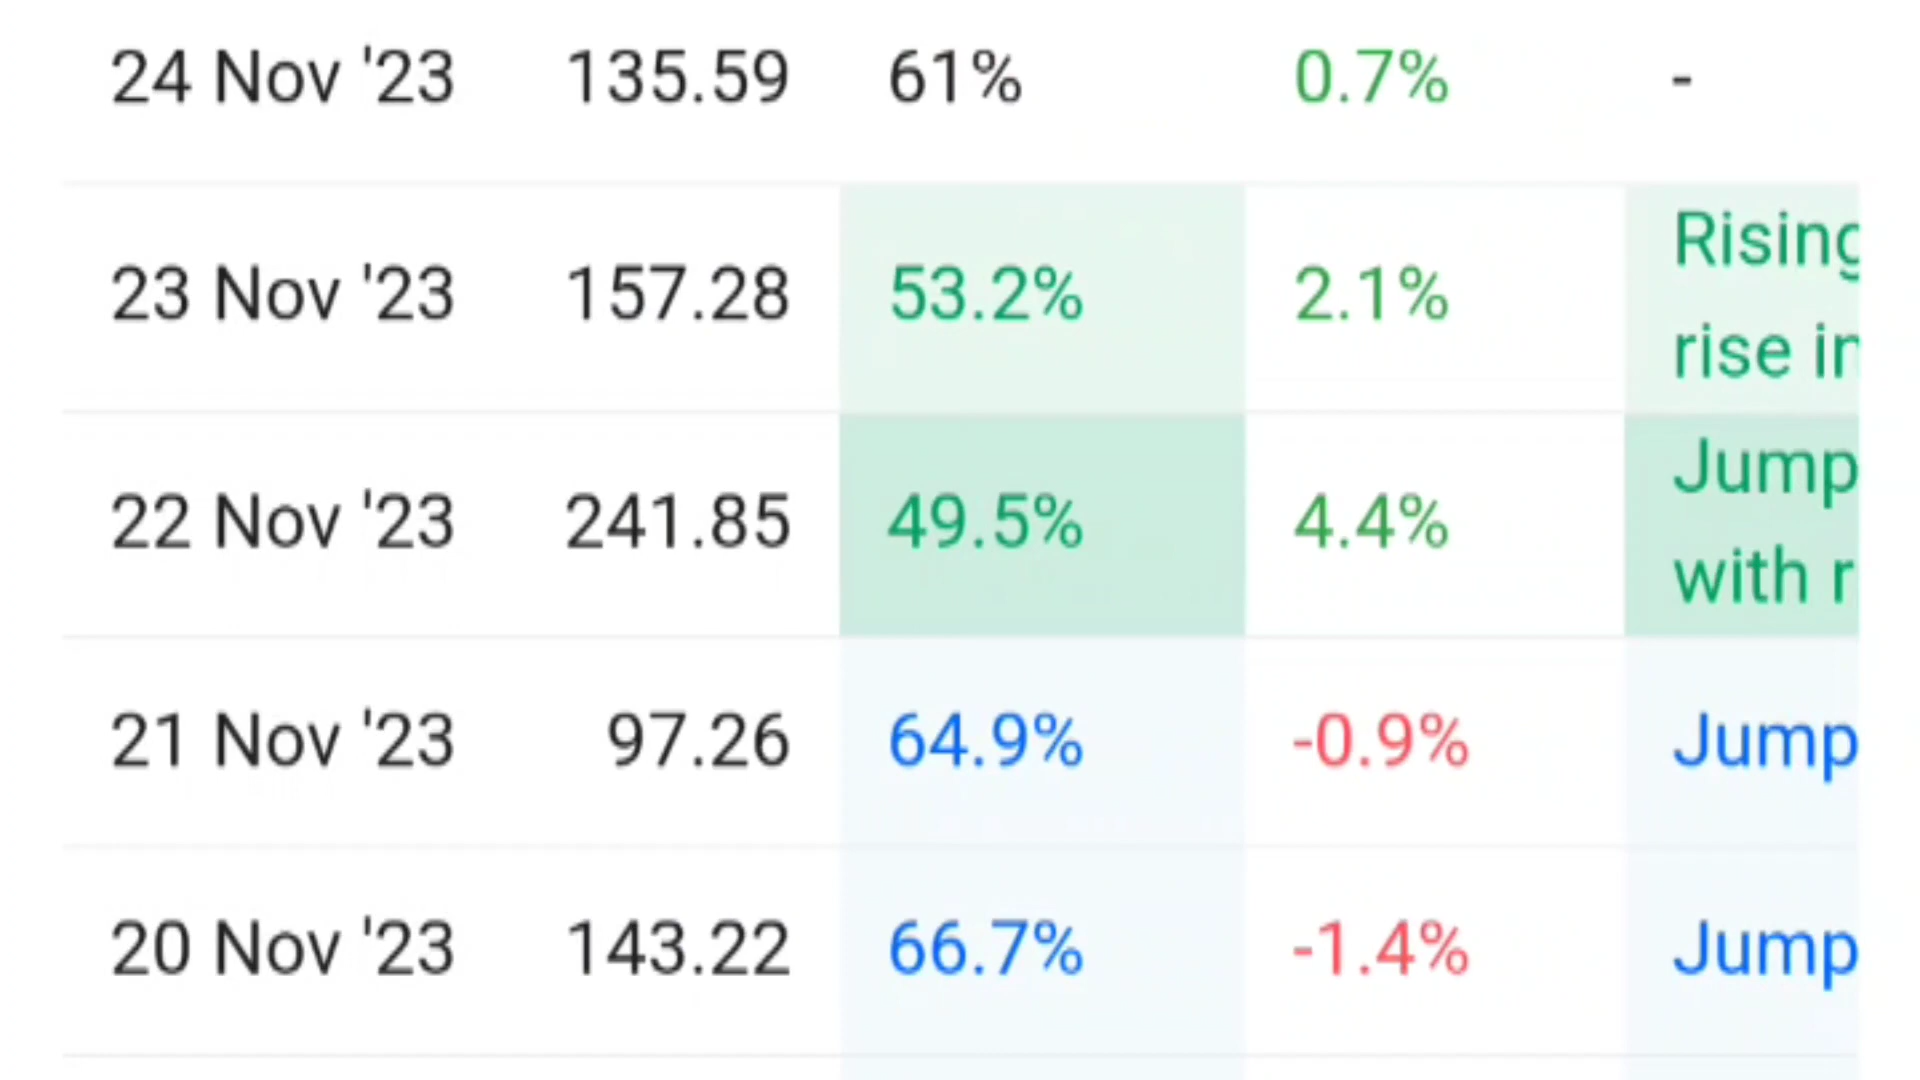 24 Nov '23 135.59 61% 0.7% -
23 Nov '23 157.28 53.2% 2.1% Rising
rise in
22 Nov '23 241.85 49.5% 4.4% Jump
with r
21 Nov '23 97.26 64.9% -0.9% Jump
20 Nov '23 143.22 66.7% -1.4% Jump